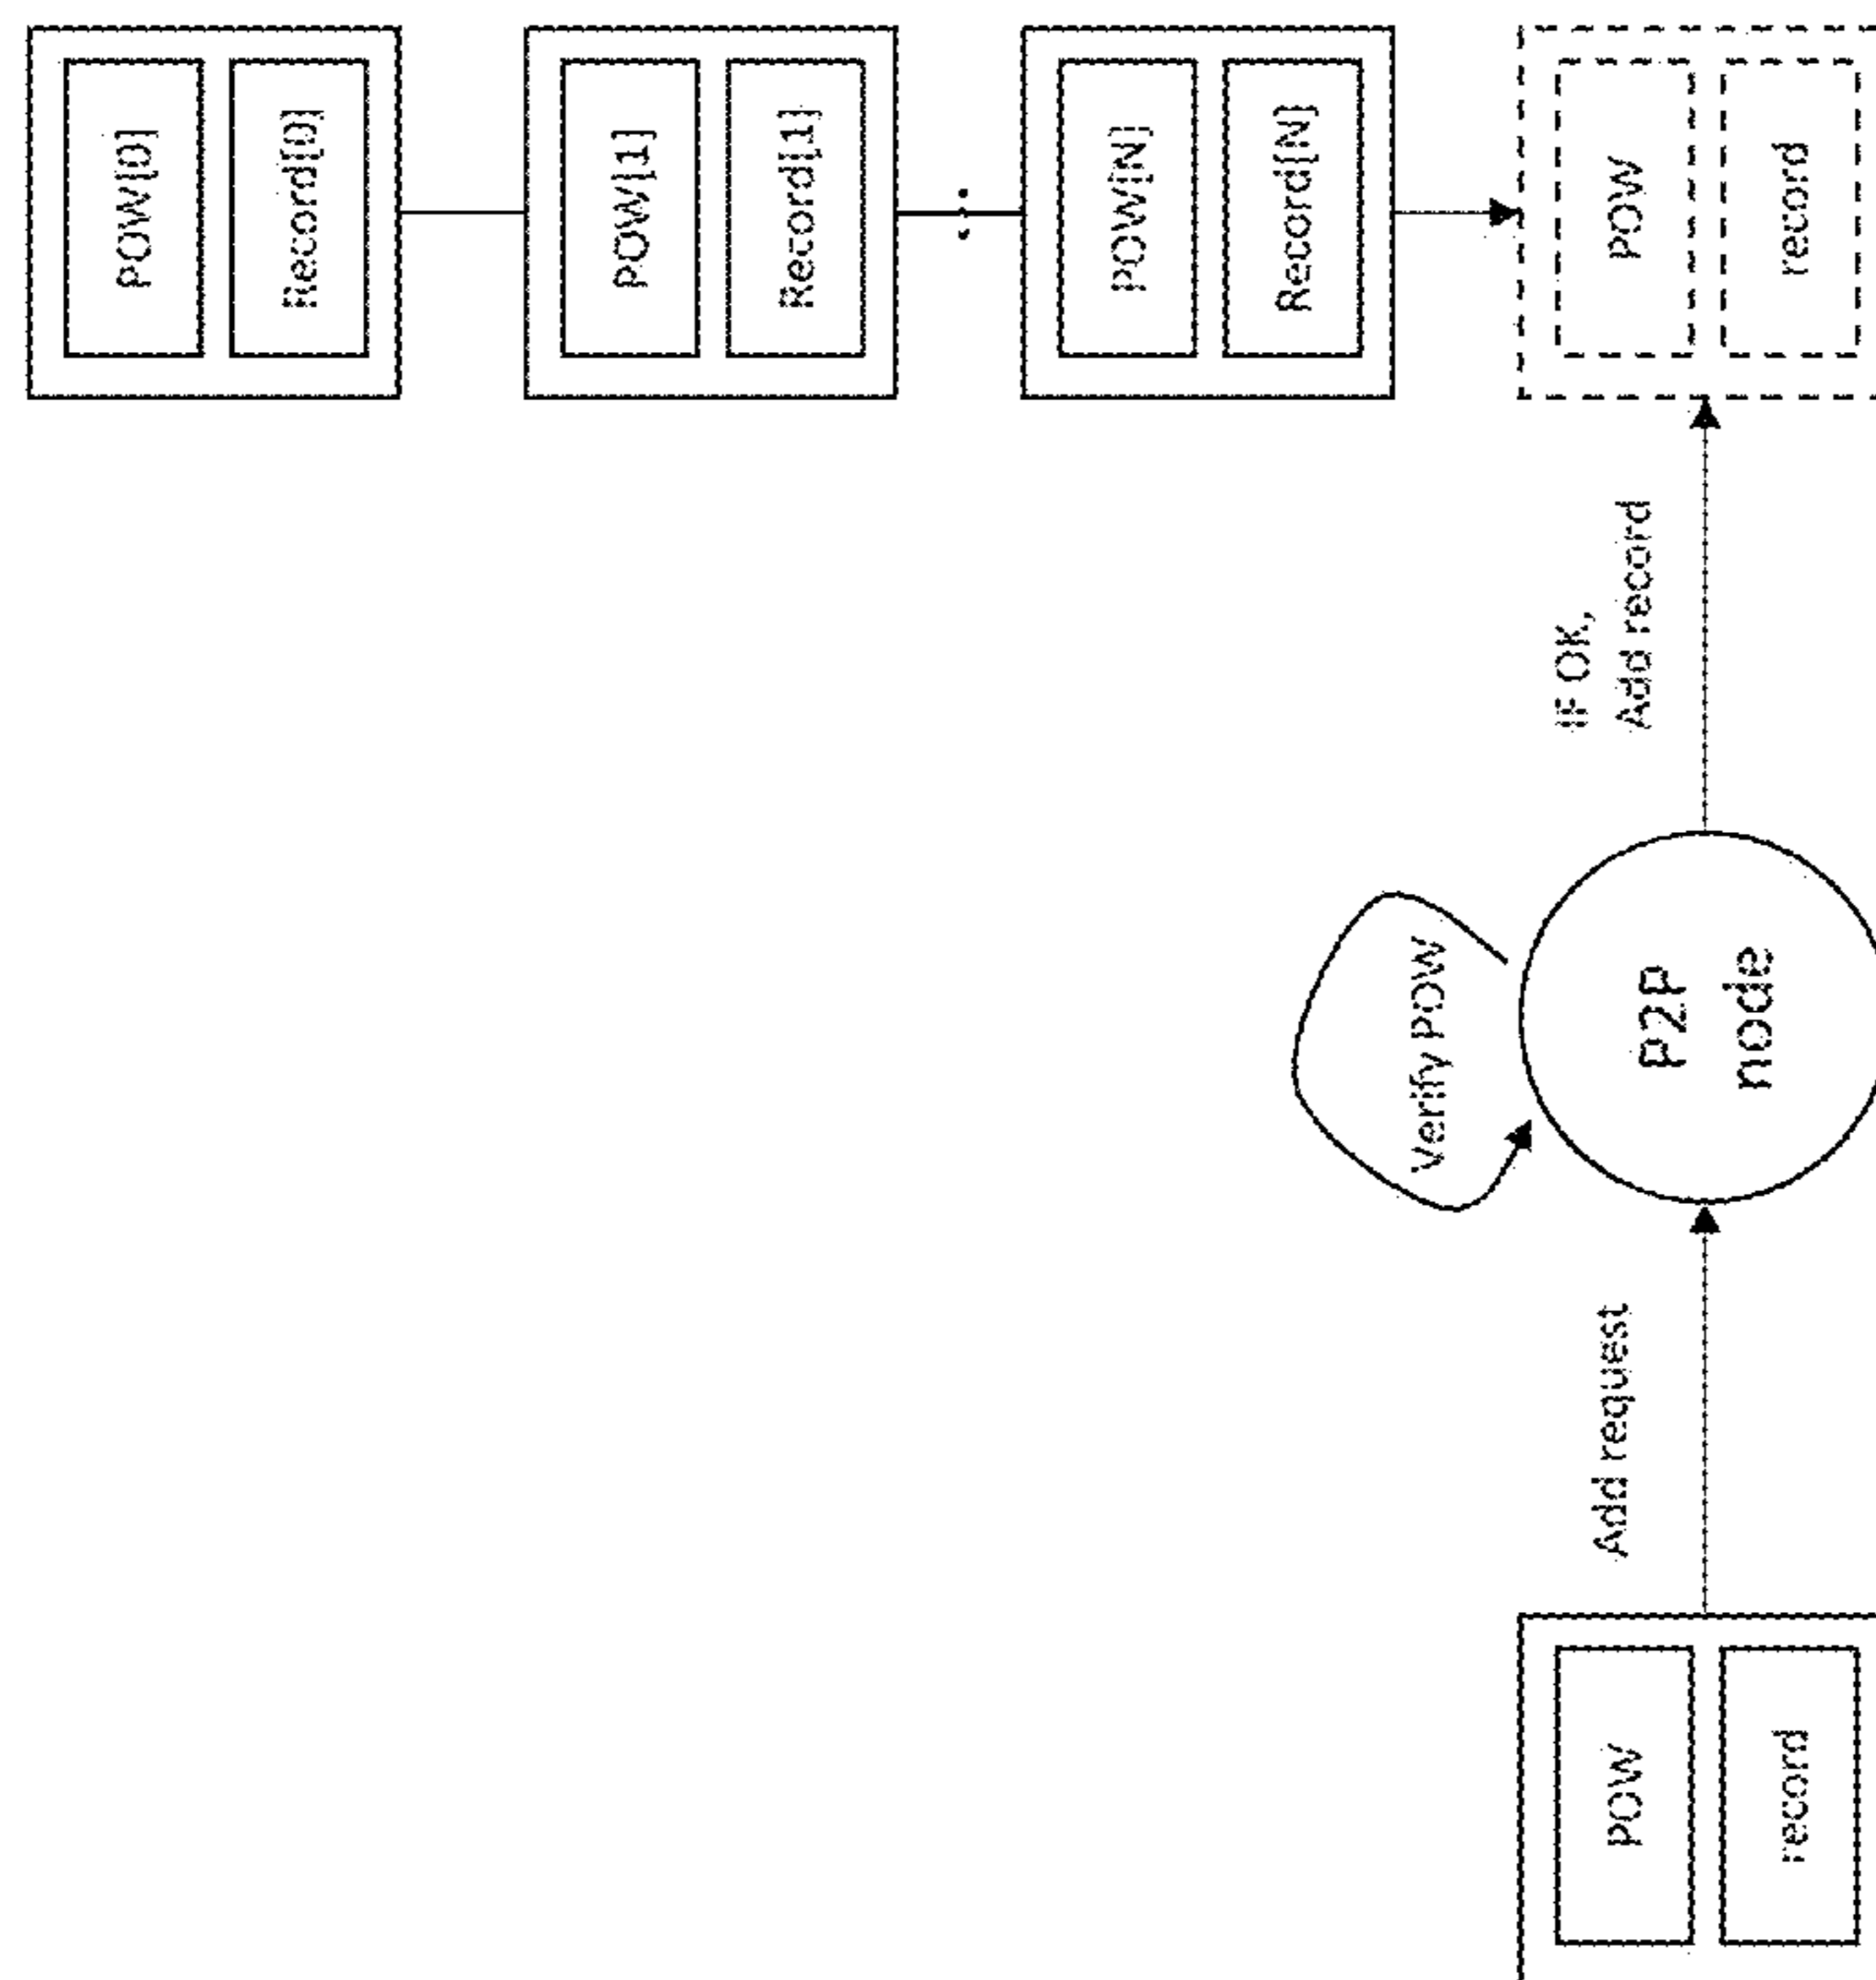 POW[0]
Record[0]
POW[1]
Record[1]
POW[N]
Record[N]
Verify POW
POW
record
Add request
P2P
node
IF OK,
Add record
POW
record